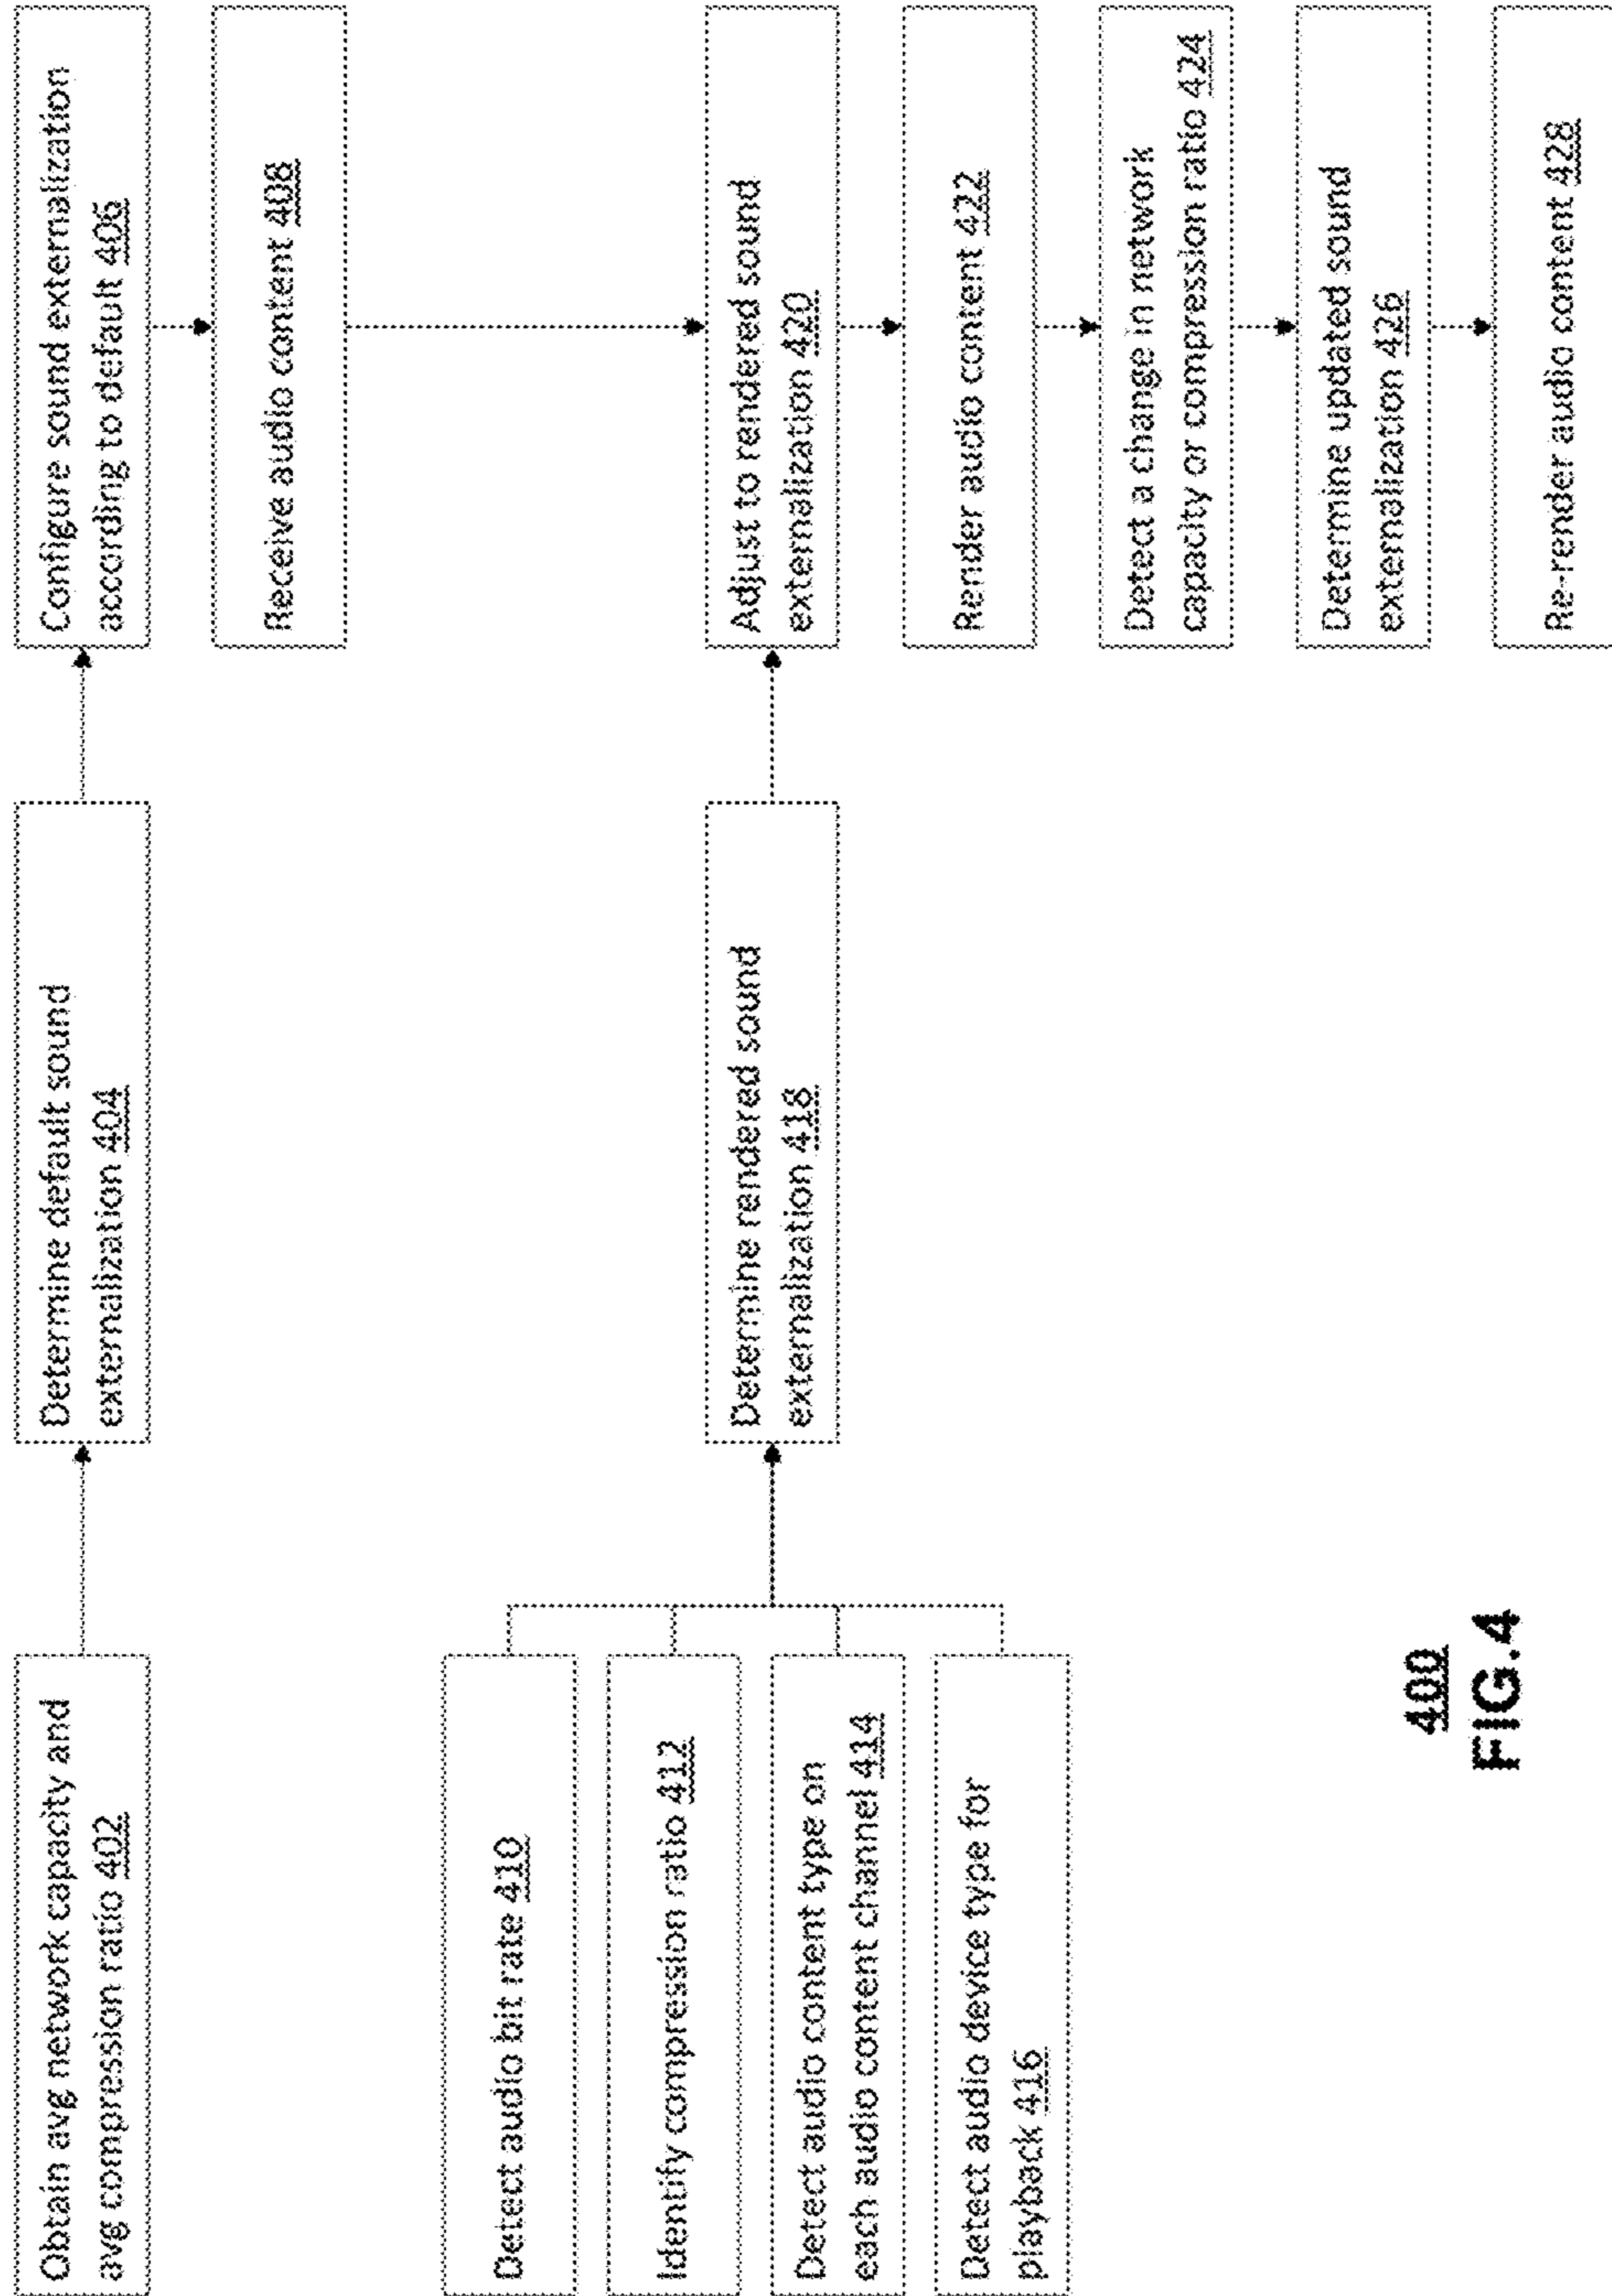 Obtain avg network capacity and
avg compression ratio 402
Determine default sound
externalization 404
Configure sound externalization
according to default 406
Receive audio content 408
Detect audio bit rate 410
Identify compression ratio 412
Detect audio content type on
each audio content channel 414
Detect audio device type for
playback 416
Determine rendered sound
externalization 418
Adjust to rendered sound
externalization 420
Render audio content 422
Detect a change in network
capacity or compression ratio 424
Determine updated sound
externalization 426
Re-render audio content 428
400
FIG.4